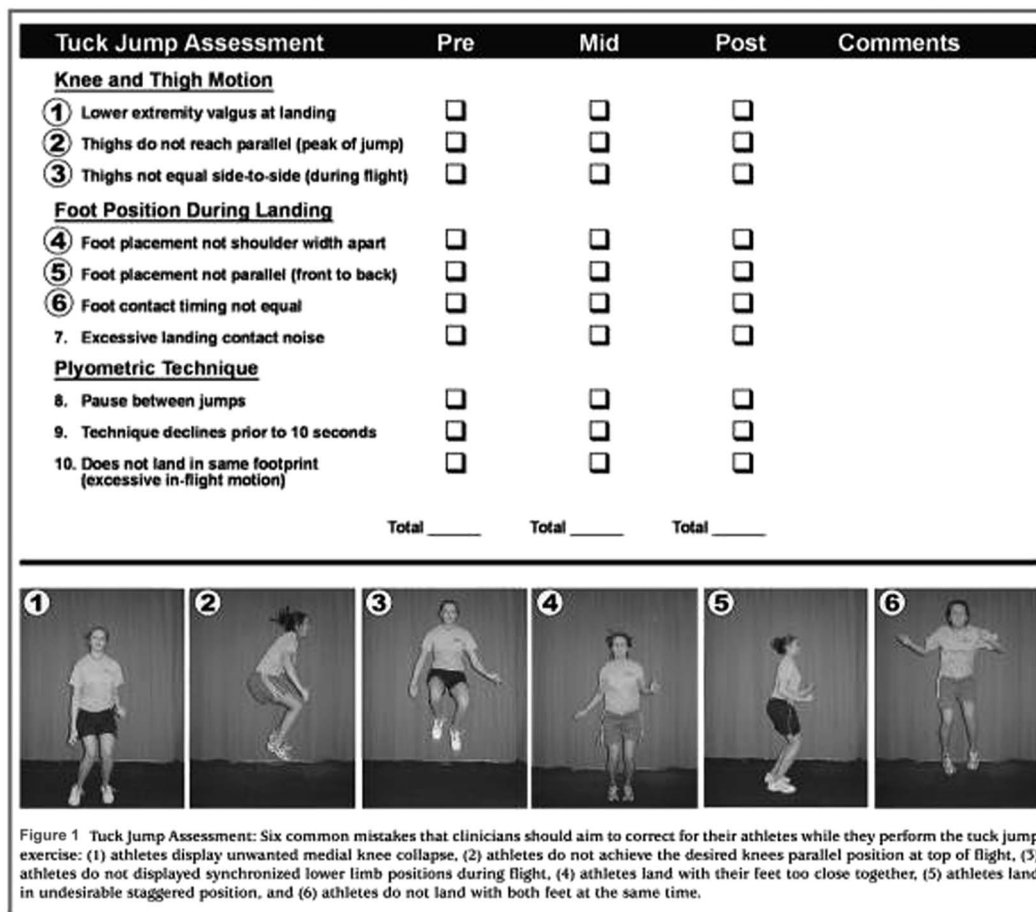 Tuck Jump Assessment Pre Mid Post Comments
Knee and Thigh Motion
1 Lower extremity valgus at landing
2 Thighs do not reach parallel (peak of jump)
3 Thighs not equal side-to-side (during flight)
Foot Position During Landing
4 Foot placement not shoulder width apart
5 Foot placement not parallel (front to back)
6 Foot contact timing not equal
7. Excessive landing contact noise
Plyometric Technique
8. Pause between jumps
9. Technique declines prior to 10 seconds
10. Does not land in same footprint
(excessive in-flight motion)
Total ______ Total ______ Total ______
1 2 3 4 5 6
Figure 1 Tuck Jump Assessment: Six common mistakes that clinicians should aim to correct for their athletes while they perform the tuck jump
exercise: (1) athletes display unwanted medial knee collapse, (2) athletes do not achieve the desired knees parallel position at top of flight, (3)
athletes do not displayed synchronized lower limb positions during flight, (4) athletes land with their feet too close together, (5) athletes land
in undesirable staggered position, and (6) athletes do not land with both feet at the same time.